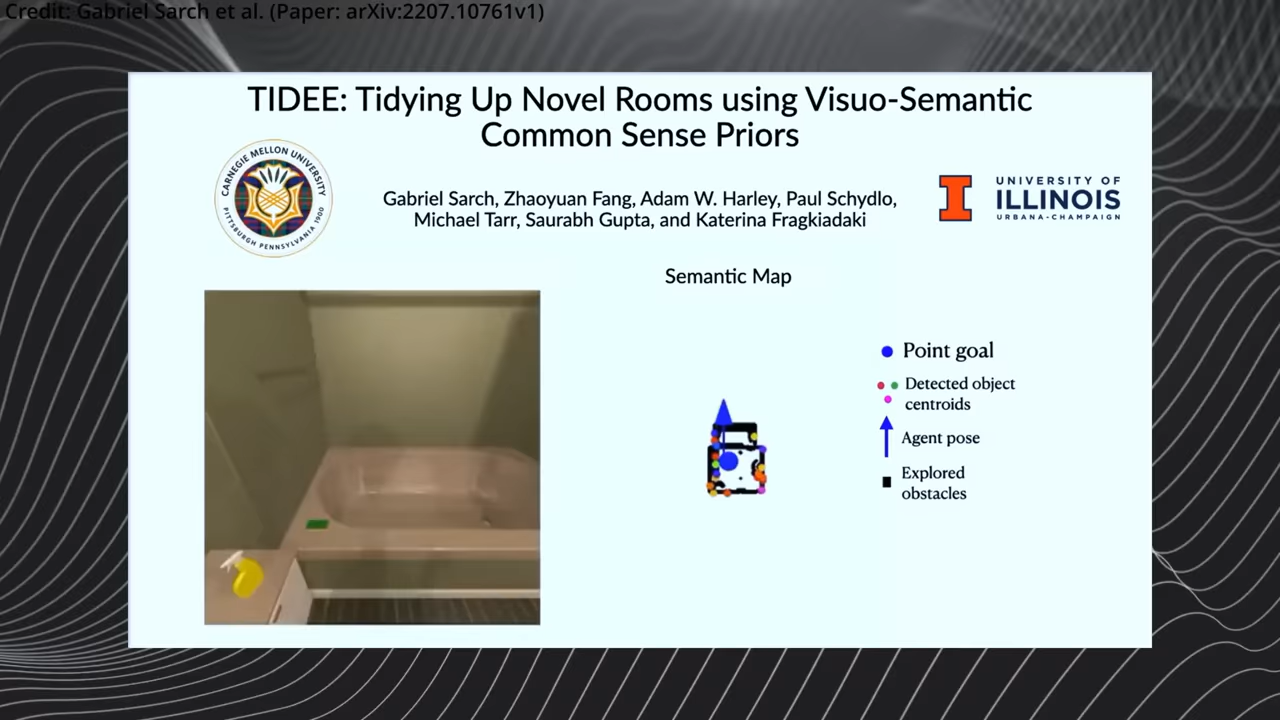 Credit: Gabriel Sarch et al. (Paper: arXiv:2207.10761v1)
TIDEE: Tidying Up Novel Rooms using Visuo-Semantic
Common Sense Priors
CARNEGIE MELLON UNIVERSITY
PITTSBURGH PENNSYLVANIA 1900
Gabriel Sarch, Zhaoyuan Fang, Adam W. Harley, Paul Schydlo,
Michael Tarr, Saurabh Gupta, and Katerina Fragkiadaki
UNIVERSITY OF
ILLINOIS
URBANA-CHAMPAIGN
Semantic Map
Point goal
Detected object
centroids
Agent pose
Explored
obstacles